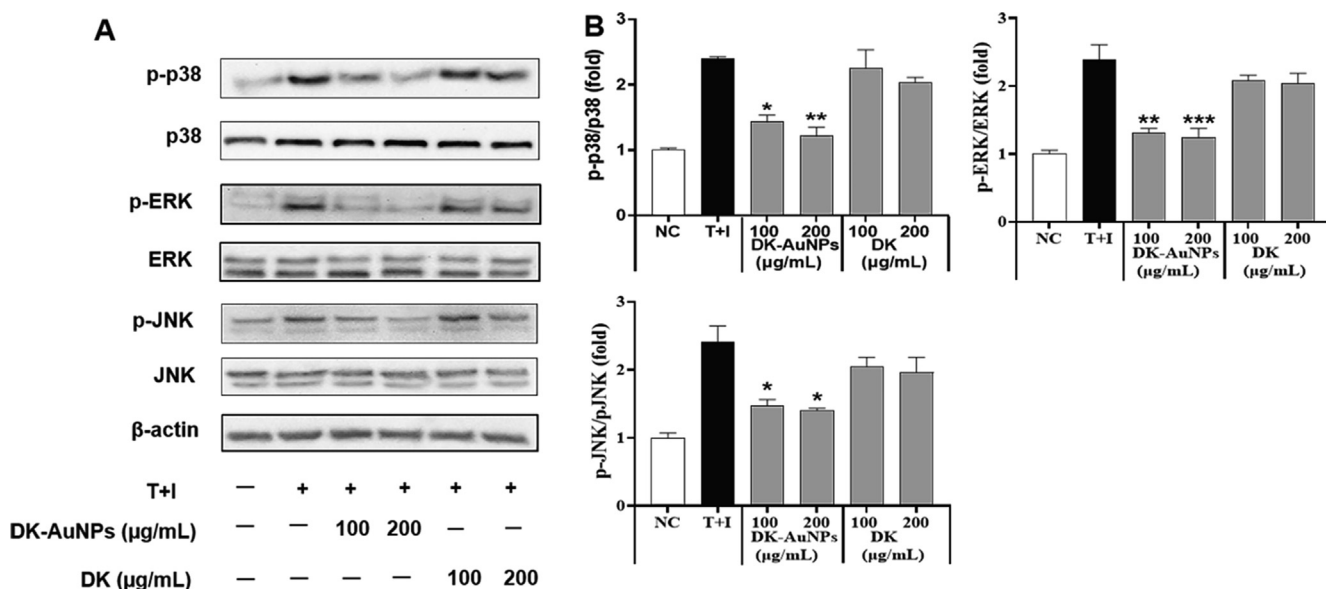 A
p-p38
p38
p-ERK
ERK
p-JNK
JNK
β-actin
T+I — + + + + +
DK-AuNPs (µg/mL) — — 100 200 — —
DK (µg/mL) — — — — 100 200
B
p-p38/p38 (fold)
3
2
1
0
* **
NC T+I 100 200 100 200
DK-AuNPs DK
(µg/mL) (µg/mL)
p-ERK/ERK (fold)
3
2
1
0
** ***
NC T+I 100 200 100 200
DK-AuNPs DK
(µg/mL) (µg/mL)
p-JNK/pJNK (fold)
3
2
1
0
* *
NC T+I 100 200 100 200
DK-AuNPs DK
(µg/mL) (µg/mL)